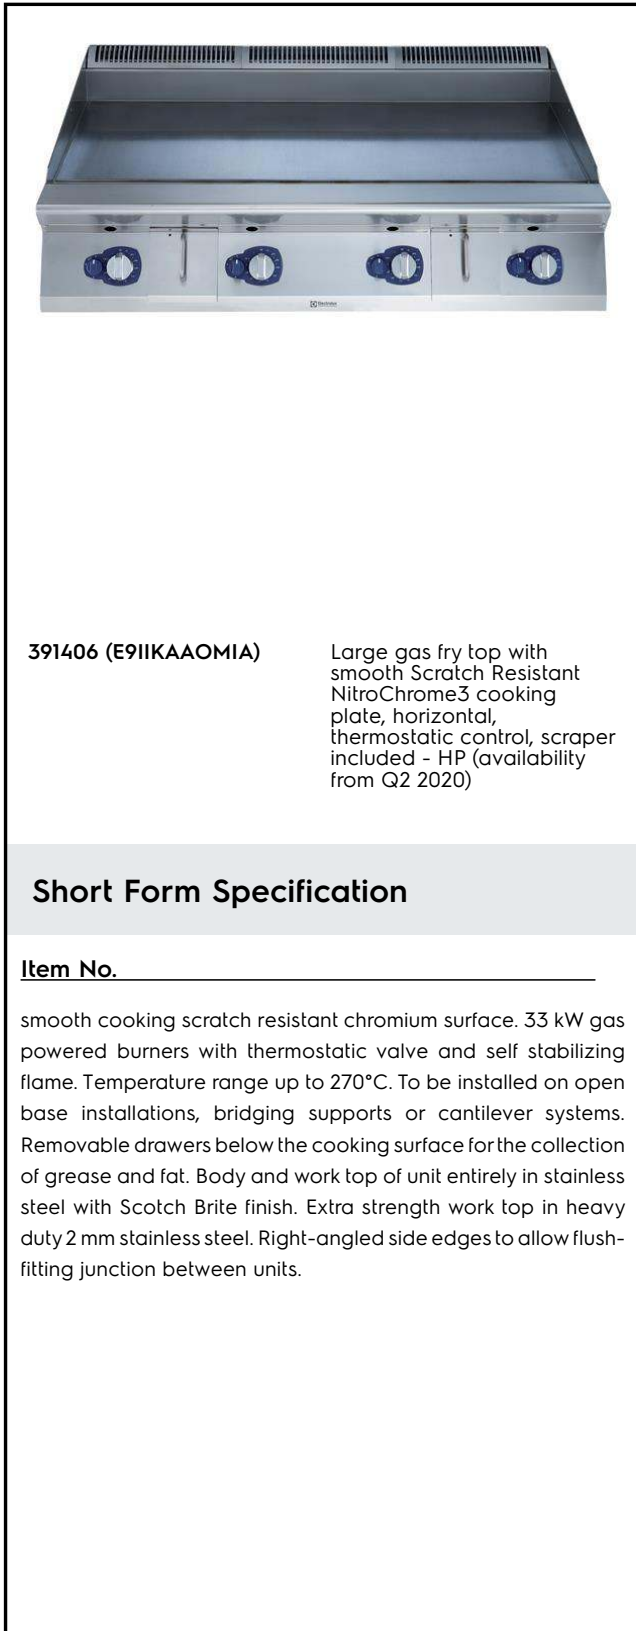 Electrolux
391406 (E9IIKAAOMIA)
Large gas fry top with
smooth Scratch Resistant
NitroChrome3 cooking
plate, horizontal,
thermostatic control, scraper
included - HP (availability
from Q2 2020)
Short Form Specification
Item No.
smooth cooking scratch resistant chromium surface. 33 kW gas
powered burners with thermostatic valve and self stabilizing
flame. Temperature range up to 270°C. To be installed on open
base installations, bridging supports or cantilever systems.
Removable drawers below the cooking surface for the collection
of grease and fat. Body and work top of unit entirely in stainless
steel with Scotch Brite finish. Extra strength work top in heavy
duty 2 mm stainless steel. Right-angled side edges to allow flush-
fitting junction between units.